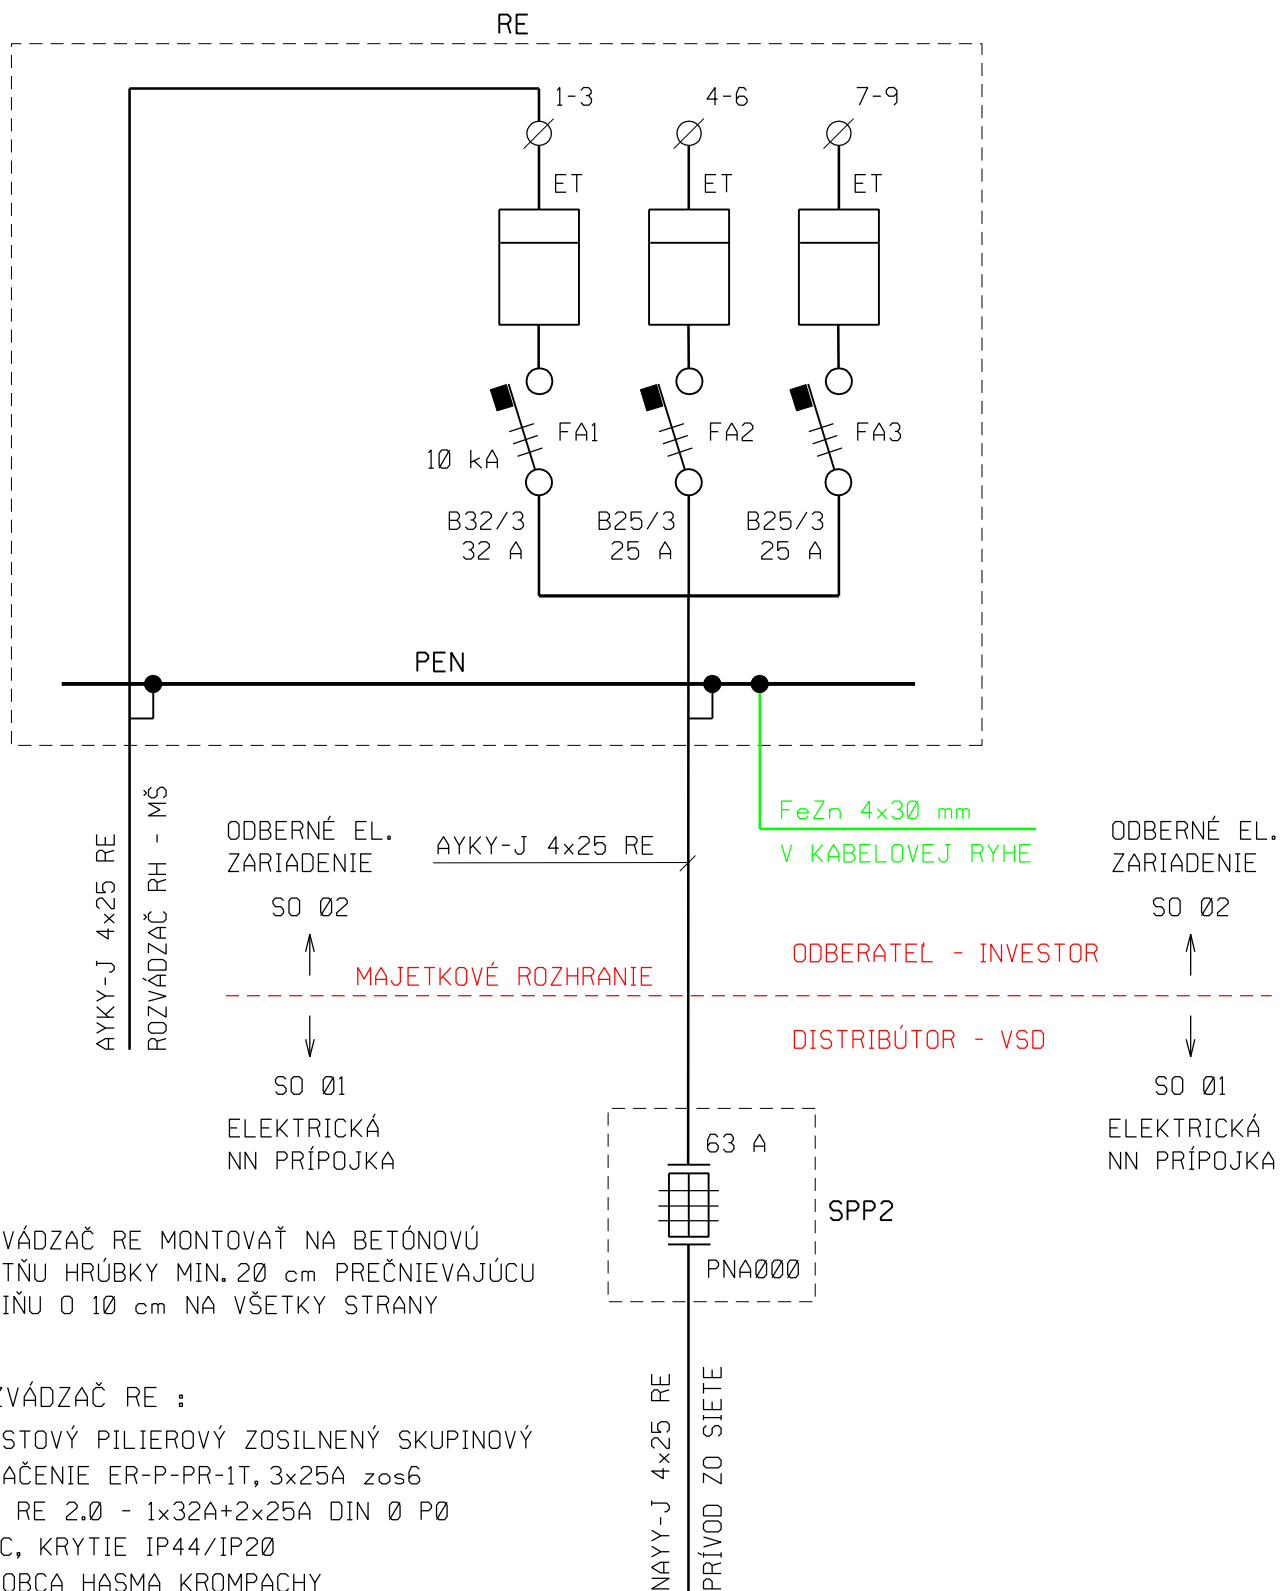 RE
1-3
4-6
7-9
ET
ET
ET
FA1
FA2
FA3
10 kA
B32/3
32 A
B25/3
25 A
B25/3
25 A
PEN
AYKY-J 4x25 RE
ROZVÁDZAČ RH - MŠ
ODBERNÉ EL.
ZARIADENIE
SO 02
AYKY-J 4x25 RE
FeZn 4x30 mm
V KABELOVEJ RYHE
ODBERNÉ EL.
ZARIADENIE
SO 02
MAJETKOVÉ ROZHRANIE
ODBERATEĹ - INVESTOR
DISTRIBÚTOR - VSD
SO 01
ELEKTRICKÁ
NN PRÍPOJKA
SO 01
ELEKTRICKÁ
NN PRÍPOJKA
63 A
SPP2
PNA000
VÁDZAČ RE MONTOVAŤ NA BETÓNOVÚ
TŇU HRÚBKY MIN. 20 cm PREČNIEVAJÚCU
IŇU O 10 cm NA VŠETKY STRANY
ZVÁDZAČ RE :
STOVÝ PILIEROVÝ ZOSILNENÝ SKUPINOVÝ
AČENIE ER-P-PR-1T, 3x25A zos6
RE 2.0 - 1x32A+2x25A DIN 0 P0
C, KRYTIE IP44/IP20
OBCA HASMA KROMPACHY
NAYY-J 4x25 RE
PRÍVOD ZO SIETE